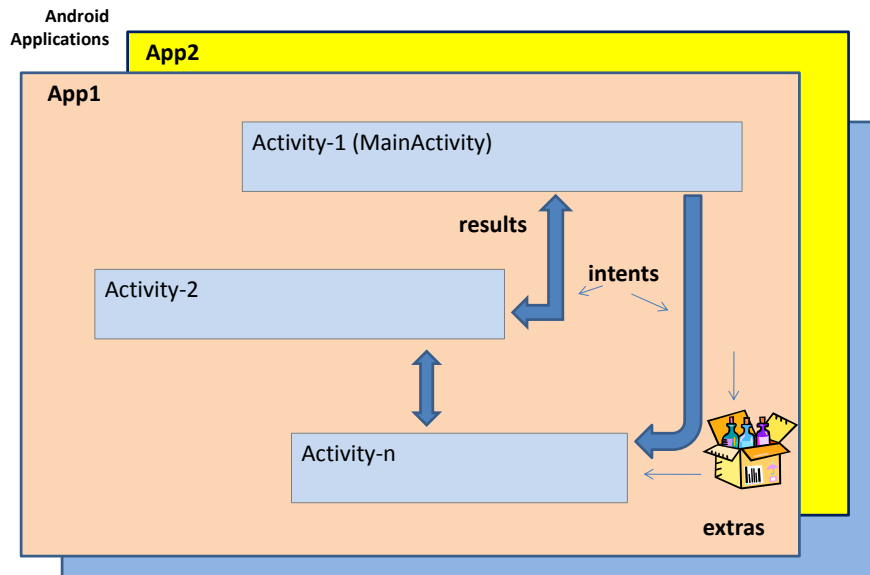 Android
Applications
App2
App1
Activity-1 (MainActivity)
results
intents
Activity-2
Activity-n
extras